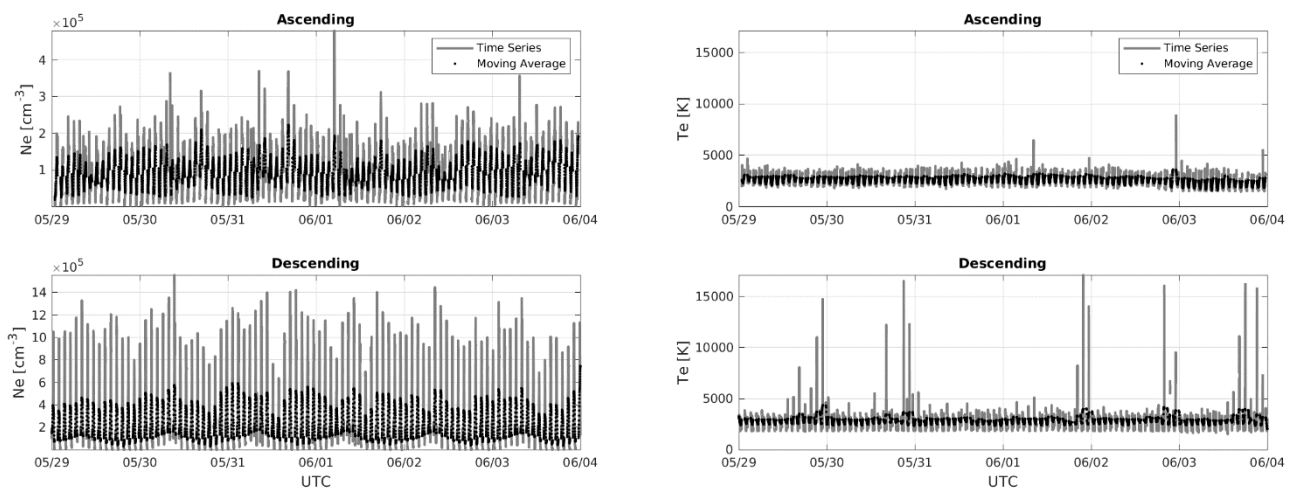 Ascending
×10⁵
Ne [cm⁻³]
4
3
2
1
Time Series
Moving Average
05/29 05/30 05/31 06/01 06/02 06/03 06/04
Ascending
Te [K]
15000
10000
5000
0
Time Series
Moving Average
05/29 05/30 05/31 06/01 06/02 06/03 06/04
Descending
×10⁵
Ne [cm⁻³]
14
12
10
8
6
4
2
05/29 05/30 05/31 06/01 06/02 06/03 06/04
UTC
Descending
Te [K]
15000
10000
5000
0
05/29 05/30 05/31 06/01 06/02 06/03 06/04
UTC